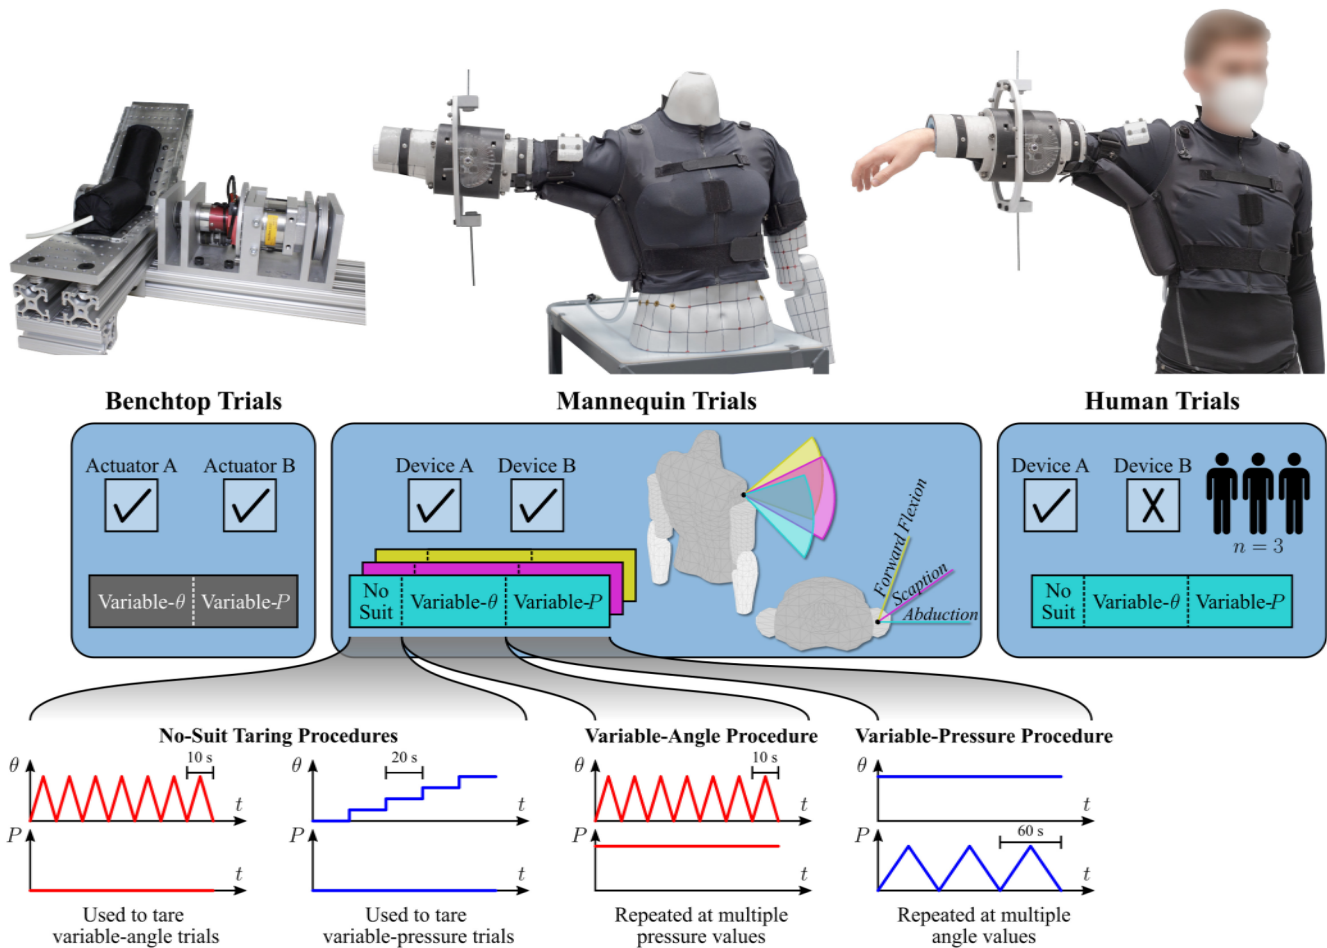 Benchtop Trials
Mannequin Trials
Human Trials
Actuator A
Actuator B
Variable-θ
Variable-P
Device A
Device B
No
Suit
Variable-θ
Variable-P
Forward Flexion
Scaption
Abduction
Device A
Device B
n = 3
No
Suit
Variable-θ
Variable-P
No-Suit Taring Procedures
θ
10 s
t
P
t
Used to tare
variable-angle trials
20 s
t
t
Used to tare
variable-pressure trials
Variable-Angle Procedure
θ
10 s
t
P
t
Repeated at multiple
pressure values
Variable-Pressure Procedure
θ
t
P
60 s
t
Repeated at multiple
angle values